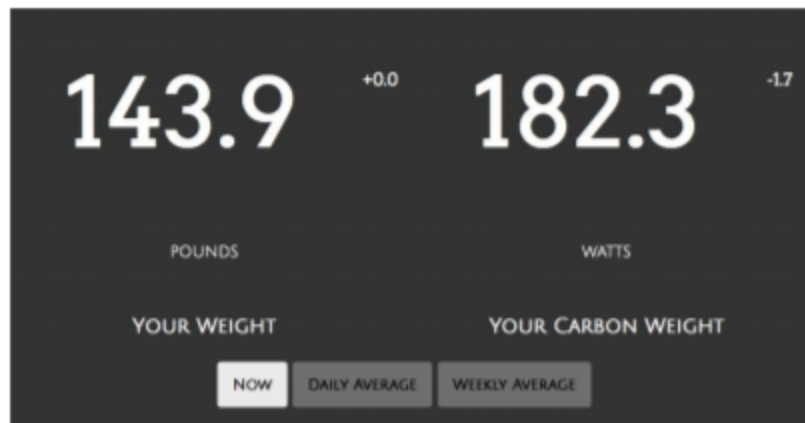 143.9 +0.0 182.3 -1.7
POUNDS WATTS
YOUR WEIGHT YOUR CARBON WEIGHT
NOW DAILY AVERAGE WEEKLY AVERAGE